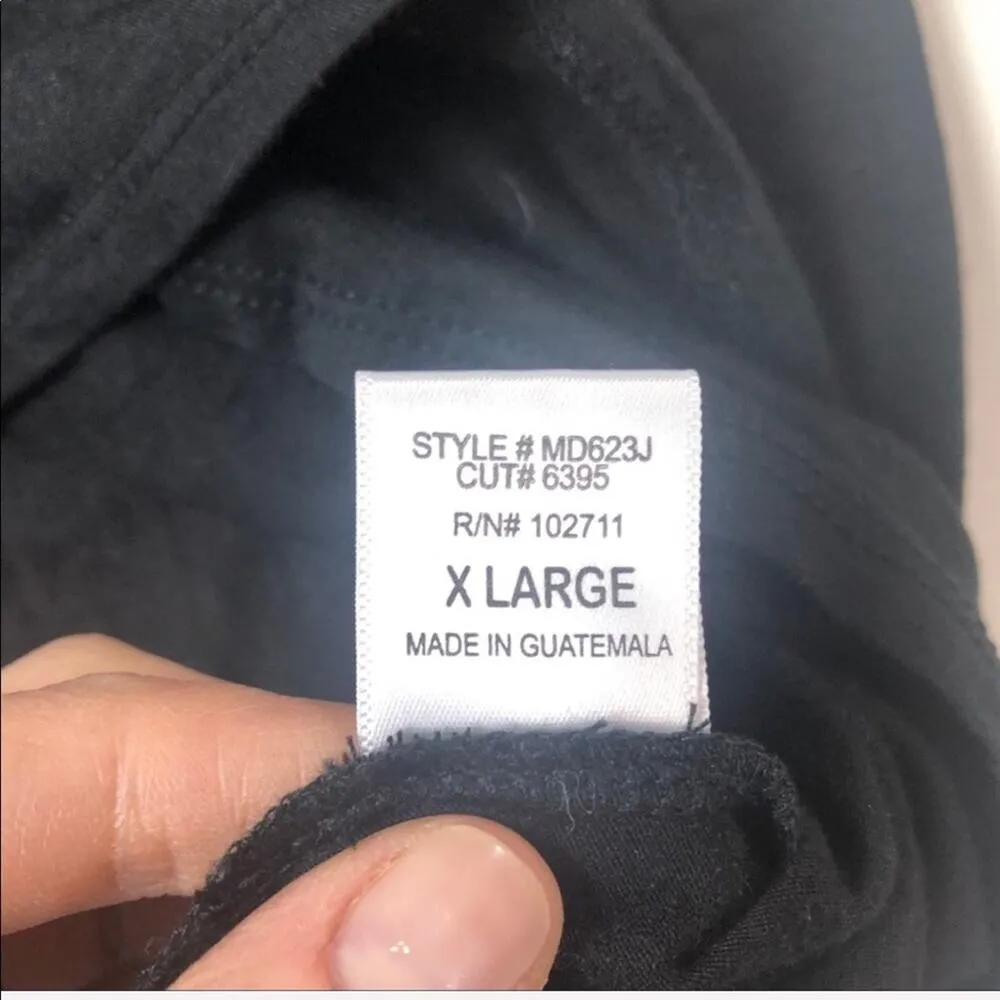 STYLE # MD623J
CUT# 6395
R/N# 102711
X LARGE
MADE IN GUATEMALA